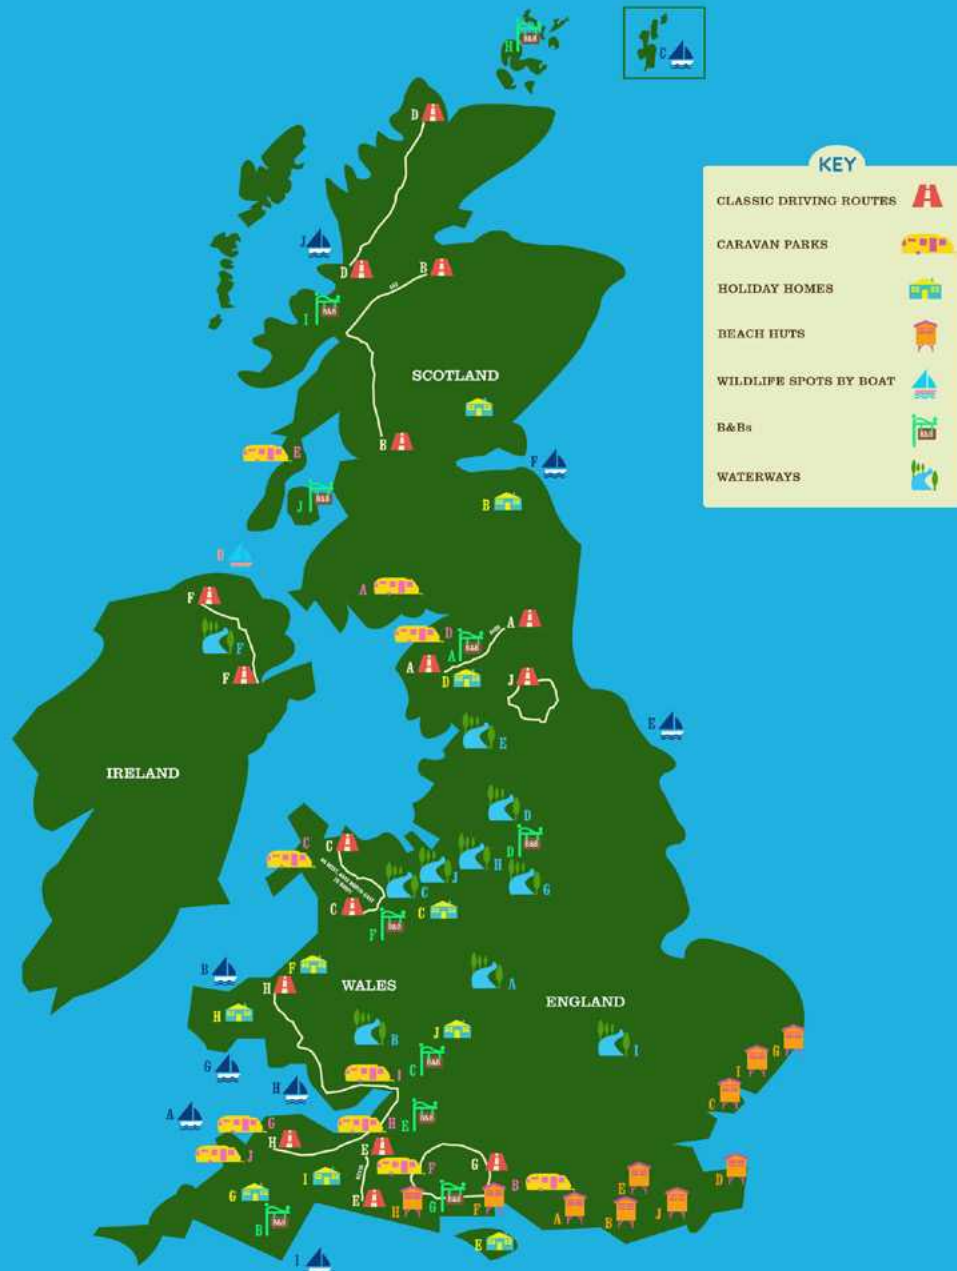 H
B&B
C
KEY
CLASSIC DRIVING ROUTES
CARAVAN PARKS
HOLIDAY HOMES
BEACH HUTS
WILDLIFE SPOTS BY BOAT
B&Bs
B&B
WATERWAYS
D
J
D
B
I
B&B
SCOTLAND
B
E
F
J
B&B
B
D
A
F
F
F
D
A
B&B
A
A
D
J
E
E
IRELAND
D
C
C
D
B&B
H
J
C
G
C
C
F
B&B
B
F
H
WALES
A
ENGLAND
H
B
J
I
G
I
C
G
I
C
B&B
H
A
G
H
E
B&B
H
J
E
F
G
D
I
B
E
G
E
H
G
B&B
F
A
B
J
B
B&B
E
I